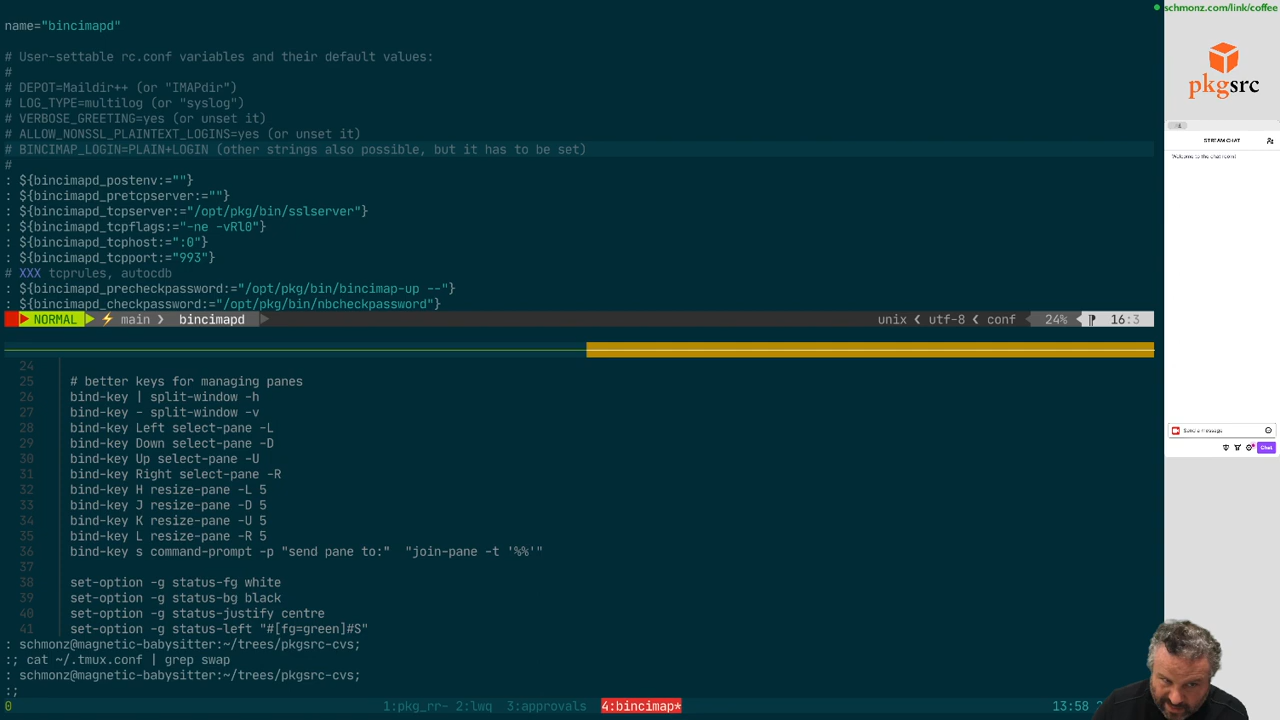 schmonz.com/link/coffee
name="bincimapd"
# User-settable rc.conf variables and their default values:
#
# DEPOT=Maildir++ (or "IMAPdir")
# LOG_TYPE=multilog (or "syslog")
# VERBOSE_GREETING=yes (or unset it)
# ALLOW_NONSSL_PLAINTEXT_LOGINS=yes (or unset it)
# BINCIMAP_LOGIN=PLAIN+LOGIN (other strings also possible, but it has to be set)
#
: ${bincimapd_postenv:=""}
: ${bincimapd_pretcpserver:=""}
: ${bincimapd_tcpserver:="/opt/pkg/bin/sslserver"}
: ${bincimapd_tcpflags:="-ne -vRl0"}
: ${bincimapd_tcphost:=":0"}
: ${bincimapd_tcpport:="993"}
# XXX tcprules, autocdb
: ${bincimapd_precheckpassword:="/opt/pkg/bin/bincimap-up --"}
: ${bincimapd_checkpassword:="/opt/pkg/bin/nbcheckpassword"}
NORMAL main bincimapd unix utf-8 conf 24% 16:3
24
25 # better keys for managing panes
26 bind-key | split-window -h
27 bind-key - split-window -v
28 bind-key Left select-pane -L
29 bind-key Down select-pane -D
30 bind-key Up select-pane -U
31 bind-key Right select-pane -R
32 bind-key H resize-pane -L 5
33 bind-key J resize-pane -D 5
34 bind-key K resize-pane -U 5
35 bind-key L resize-pane -R 5
36 bind-key s command-prompt -p "send pane to:"  "join-pane -t '%%'"
37
38 set-option -g status-fg white
39 set-option -g status-bg black
40 set-option -g status-justify centre
41 set-option -g status-left "#[fg=green]#S"
: schmonz@magnetic-babysitter:~/trees/pkgsrc-cvs;
:; cat ~/.tmux.conf | grep swap
: schmonz@magnetic-babysitter:~/trees/pkgsrc-cvs;
:;
0 1:pkg_rr- 2:lwq 3:approvals 4:bincimap* 13:58
pkgsrc
STREAM CHAT
Welcome to the chat room!
Send a message
Chat